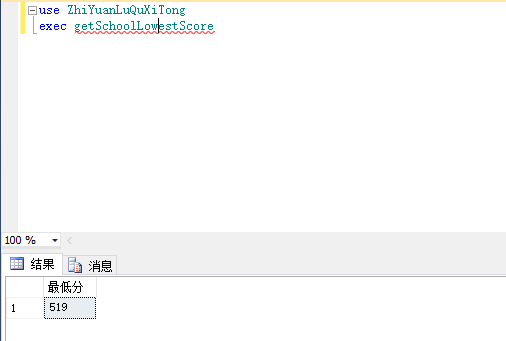 use ZhiYuanLuQuXiTong
exec getSchoolLowestScore
100 %
结果 消息
最低分
1 519